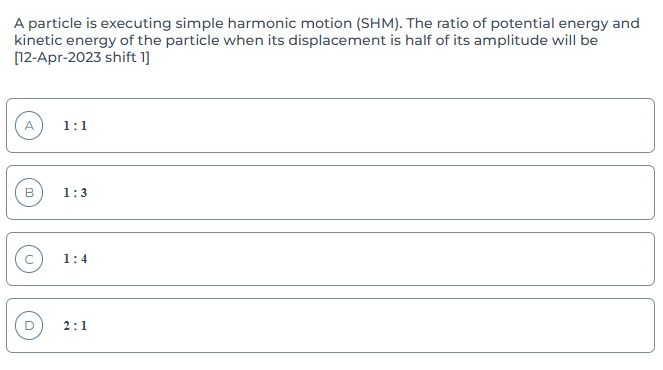 A particle is executing simple harmonic motion (SHM). The ratio of potential energy and
kinetic energy of the particle when its displacement is half of its amplitude will be
[12-Apr-2023 shift 1]
A 1 : 1
B 1 : 3
C 1 : 4
D 2 : 1